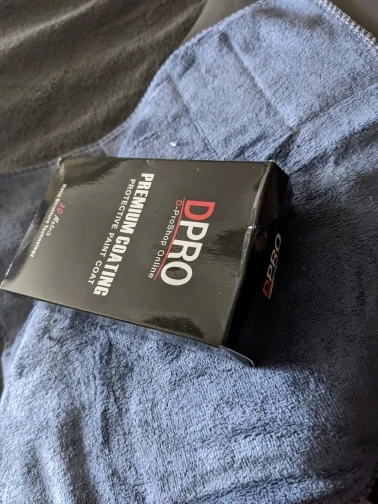 DPRO
D-ProShop Online
PREMIUM COATING
PROTECTIVE PAINT COAT
DPRO